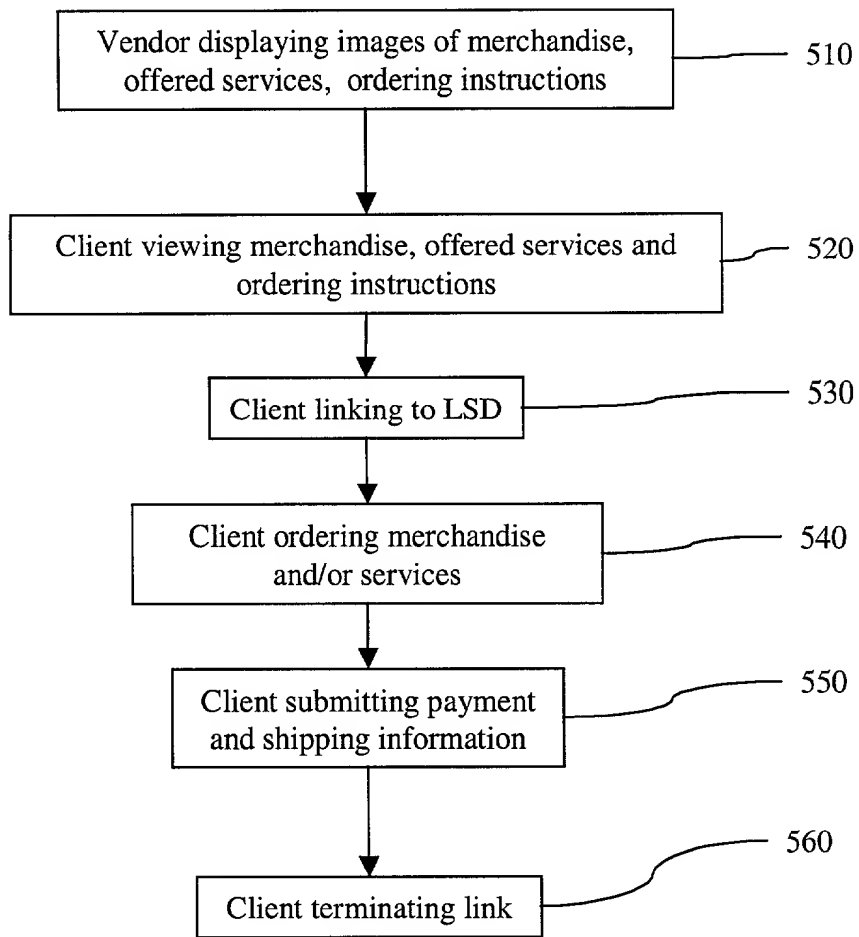 Vendor displaying images of merchandise,
offered services, ordering instructions
510
Client viewing merchandise, offered services and
ordering instructions
520
Client linking to LSD
530
Client ordering merchandise
and/or services
540
Client submitting payment
and shipping information
550
Client terminating link
560